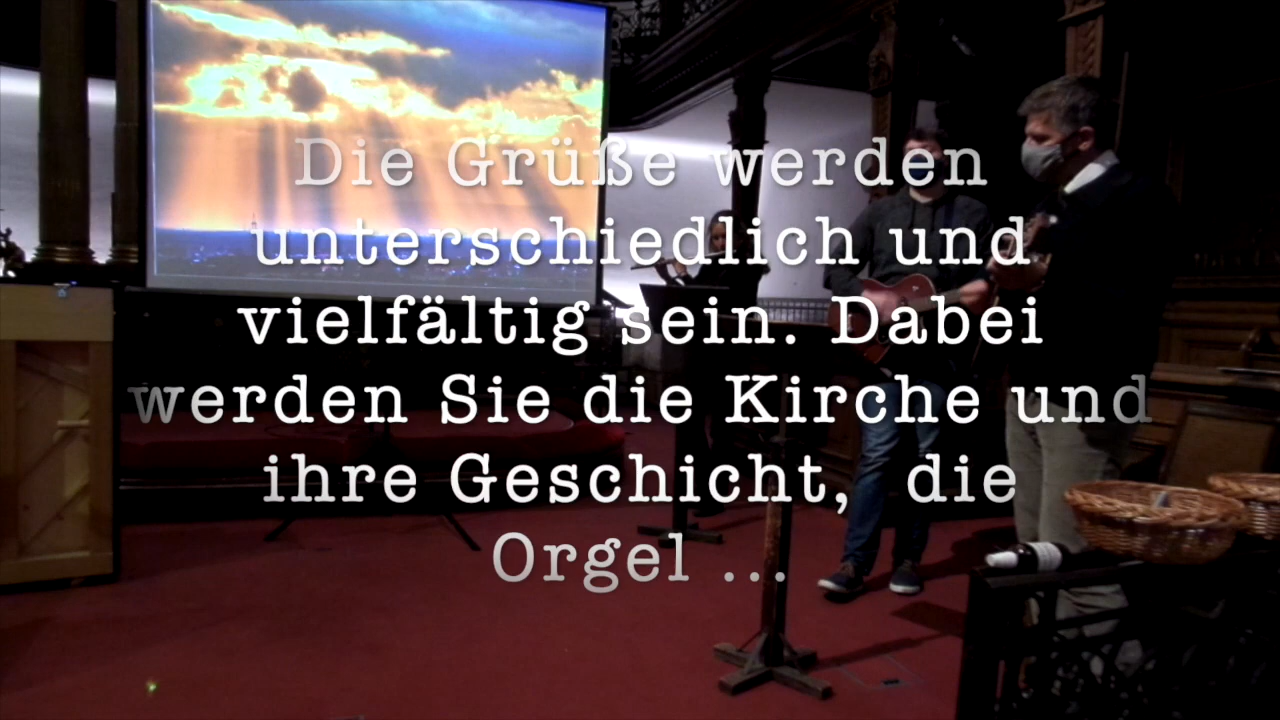 Die Grüße werden
unterschiedlich und
vielfältig sein. Dabei
werden Sie die Kirche und
ihre Geschicht, die
Orgel ...